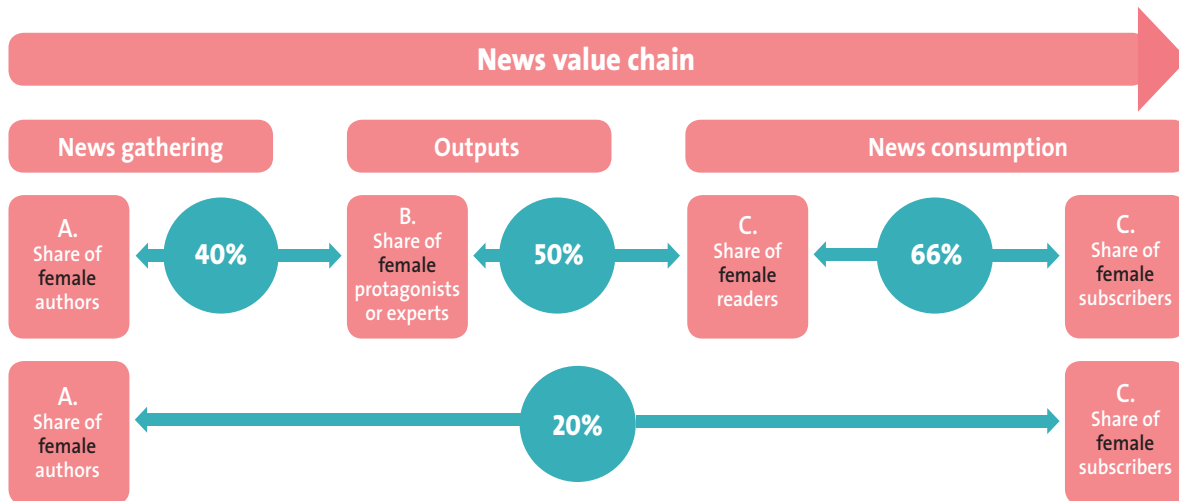 News value chain
News gathering
Outputs
News consumption
A.
Share of
female
authors
40%
B.
Share of
female
protagonists
or experts
50%
C.
Share of
female
readers
66%
C.
Share of
female
subscribers
A.
Share of
female
authors
20%
C.
Share of
female
subscribers